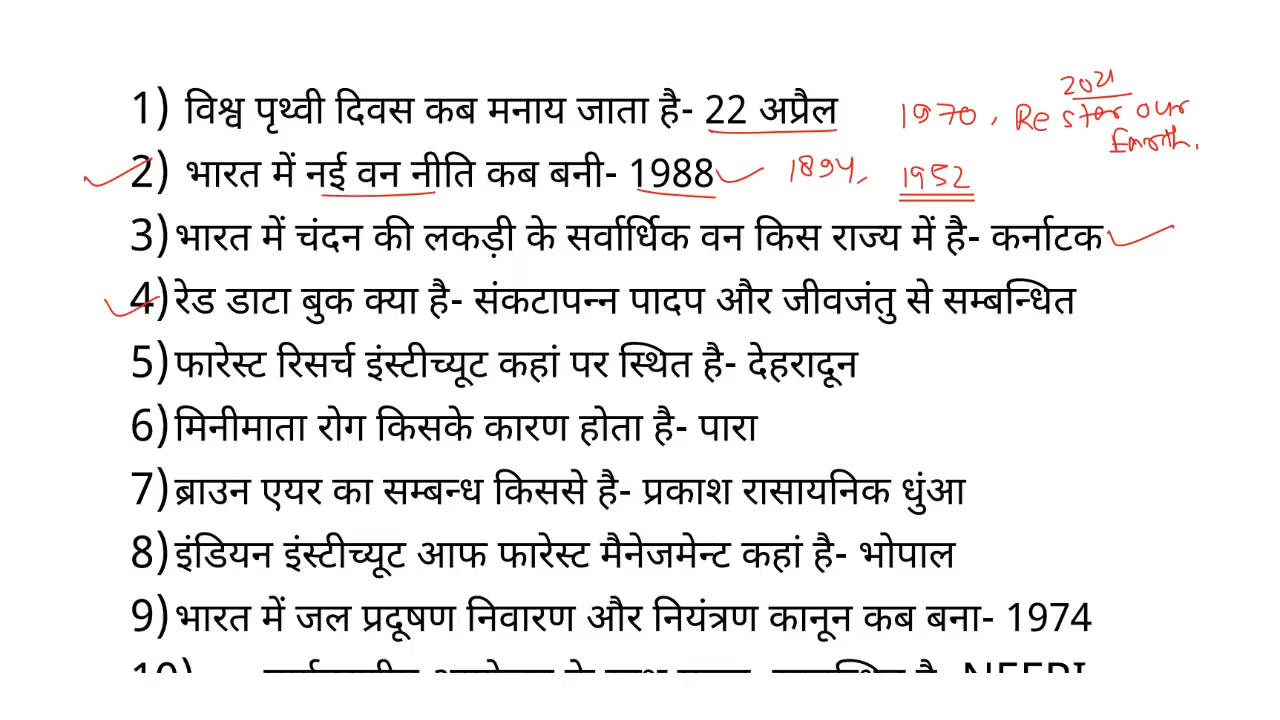 1) विश्व पृथ्वी दिवस कब मनाय जाता है- 22 अप्रैल 1970, Restor our Earth. 2021
2) भारत में नई वन नीति कब बनी- 1988 1894, 1952
3) भारत में चंदन की लकड़ी के सर्वार्धिक वन किस राज्य में है- कर्नाटक
4) रेड डाटा बुक क्या है- संकटापन्न पादप और जीवजंतु से सम्बन्धित
5) फारेस्ट रिसर्च इंस्टीच्यूट कहां पर स्थित है- देहरादून
6) मिनीमाता रोग किसके कारण होता है- पारा
7) ब्राउन एयर का सम्बन्ध किससे है- प्रकाश रासायनिक धुंआ
8) इंडियन इंस्टीच्यूट आफ फारेस्ट मैनेजमेन्ट कहां है- भोपाल
9) भारत में जल प्रदूषण निवारण और नियंत्रण कानून कब बना- 1974
10) NEERI